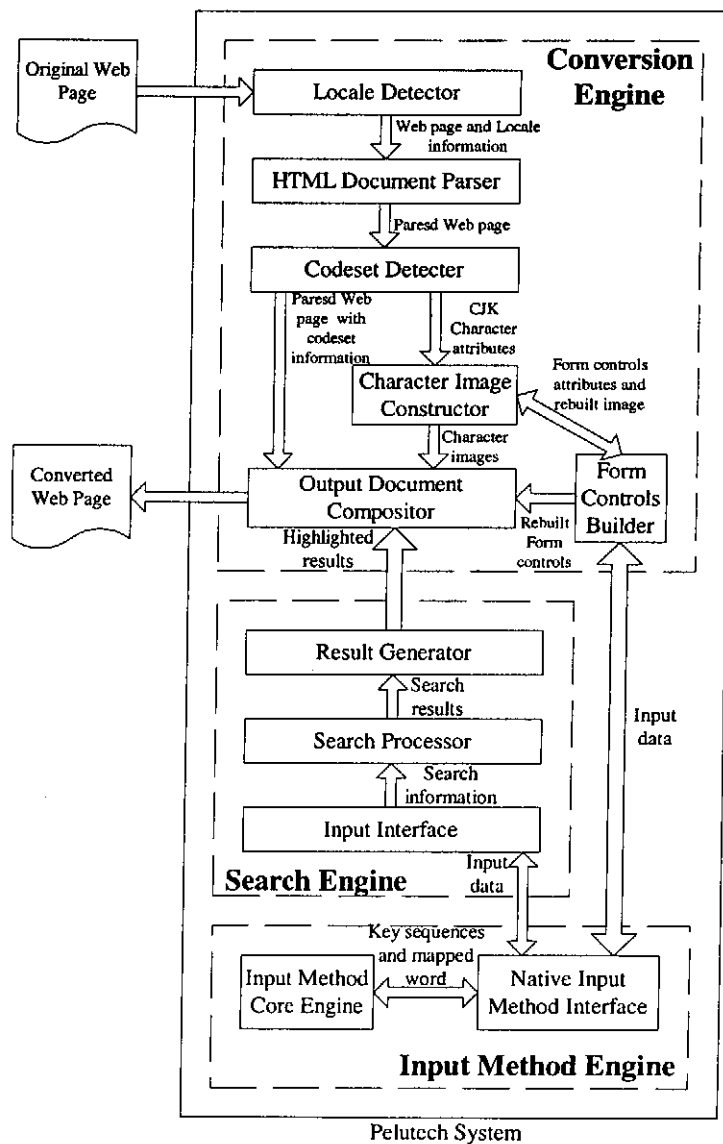 Original Web
Page
Conversion
Engine
Locale Detector
Web page and Locale
information
HTML Document Parser
Paresd Web page
Codeset Detecter
Paresd Web
page with
codeset
information
CJK
Character
attributes
Form controls
attributes and
rebuilt image
Character Image
Constructor
Character
images
Converted
Web Page
Output Document
Compositor
Form
Controls
Builder
Rebuilt
Form
controls
Highlighted
results
Result Generator
Search
results
Search Processor
Search
information
Input Interface
Search Engine
Input
data
Input
data
Key sequences
and mapped
word
Input Method
Core Engine
Native Input
Method Interface
Input Method Engine
Pelutech System